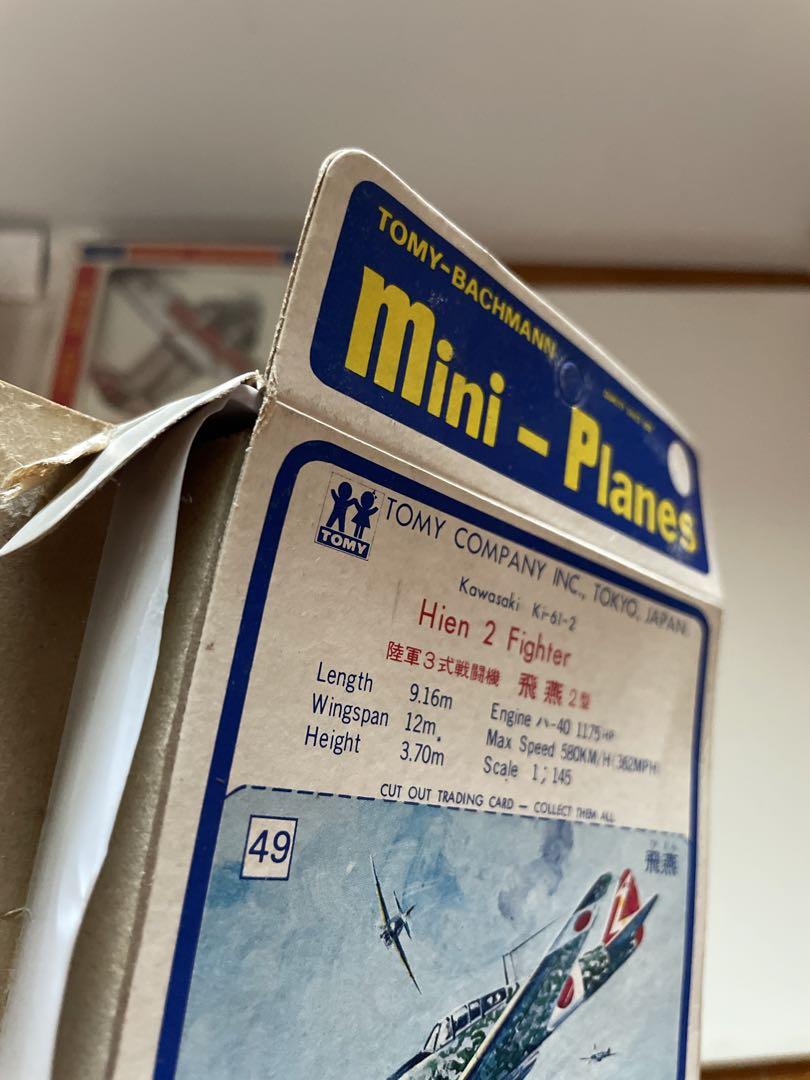 TOMY-BACHMANN
mini-Planes
TOMY
TOMY COMPANY INC., TOKYO, JAPAN.
Kawasaki Ki-61-2
Hien 2 Fighter
陸軍3式戦闘機 飛燕2型
Length 9.16m
Wingspan 12m.
Height 3.70m
Engine ハ-40 1175HP
Max Speed 580KM/H(362MPH)
Scale 1:145
CUT OUT TRADING CARD — COLLECT THEM ALL
49
飛燕